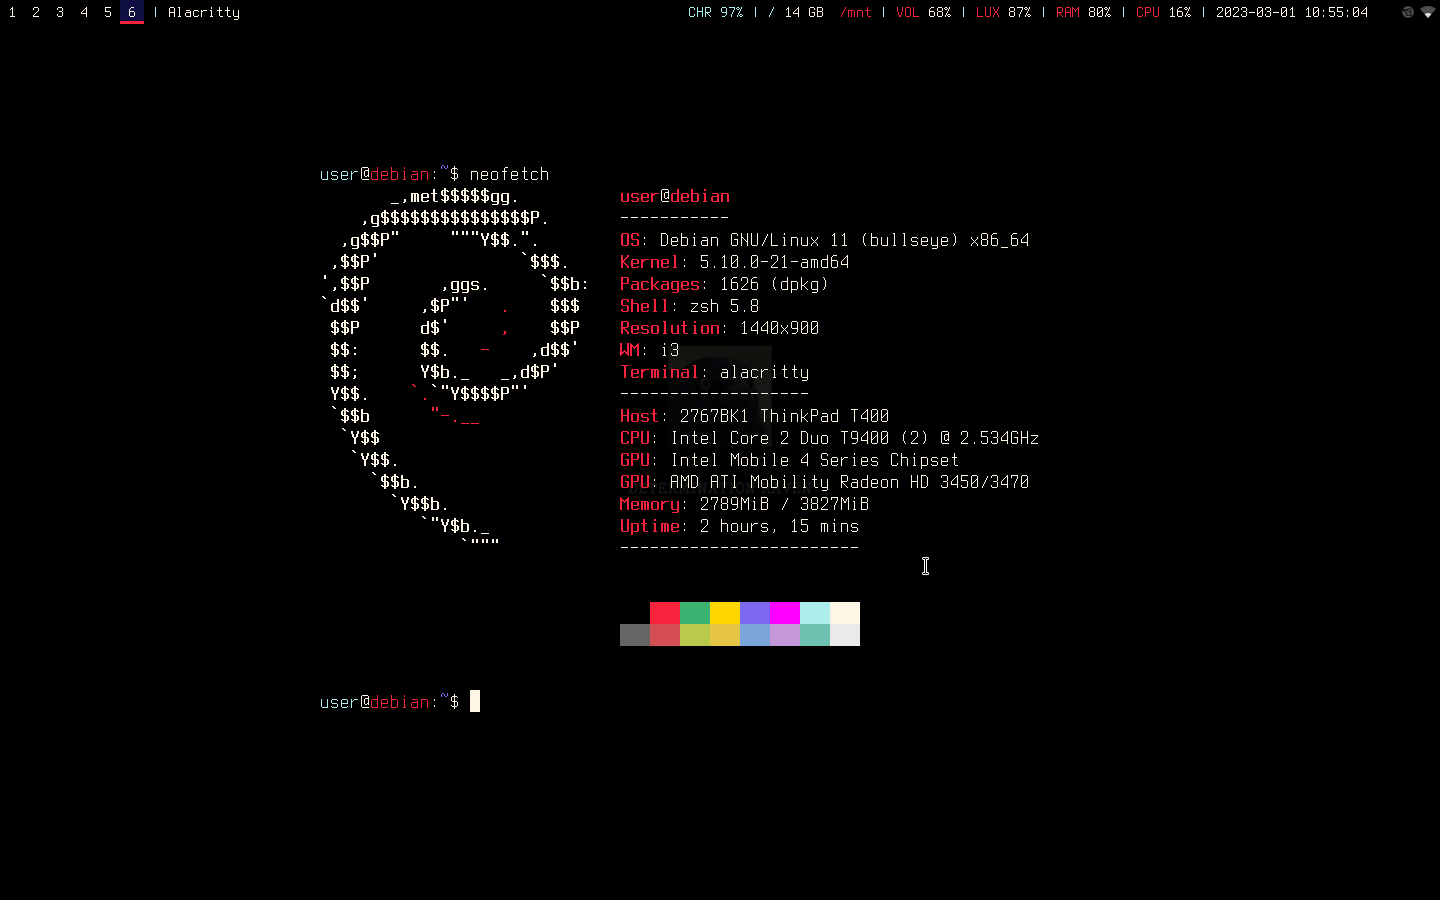 1 2 3 4 5 6 | Alacritty CHR 97% | / 14 GB /mnt | VOL 68% | LUX 87% | RAM 80% | CPU 16% | 2023-03-01 10:55:04
user@debian:~$ neofetch
_,met$$$$$gg.
,g$$$$$$$$$$$$$$$P.
,g$$P"     """Y$$.".
,$$P'              `$$$.
',$$P       ,ggs.     `$$b:
`d$$'     ,$P"'   .    $$$
$$P      d$'     ,    $$P
$$:      $$.   -    ,d$$'
$$;      Y$b._   _,d$P'
Y$$.    `.`"Y$$$$P"'
`$$b      "-.__
`Y$$
`Y$$.
`$$b.
`Y$$b.
`"Y$b._
`"""
user@debian
-----------
OS: Debian GNU/Linux 11 (bullseye) x86_64
Kernel: 5.10.0-21-amd64
Packages: 1626 (dpkg)
Shell: zsh 5.8
Resolution: 1440x900
WM: i3
Terminal: alacritty
-------------------
Host: 2767BK1 ThinkPad T400
CPU: Intel Core 2 Duo T9400 (2) @ 2.534GHz
GPU: Intel Mobile 4 Series Chipset
GPU: AMD ATI Mobility Radeon HD 3450/3470
Memory: 2789MiB / 3827MiB
Uptime: 2 hours, 15 mins
------------------------
user@debian:~$